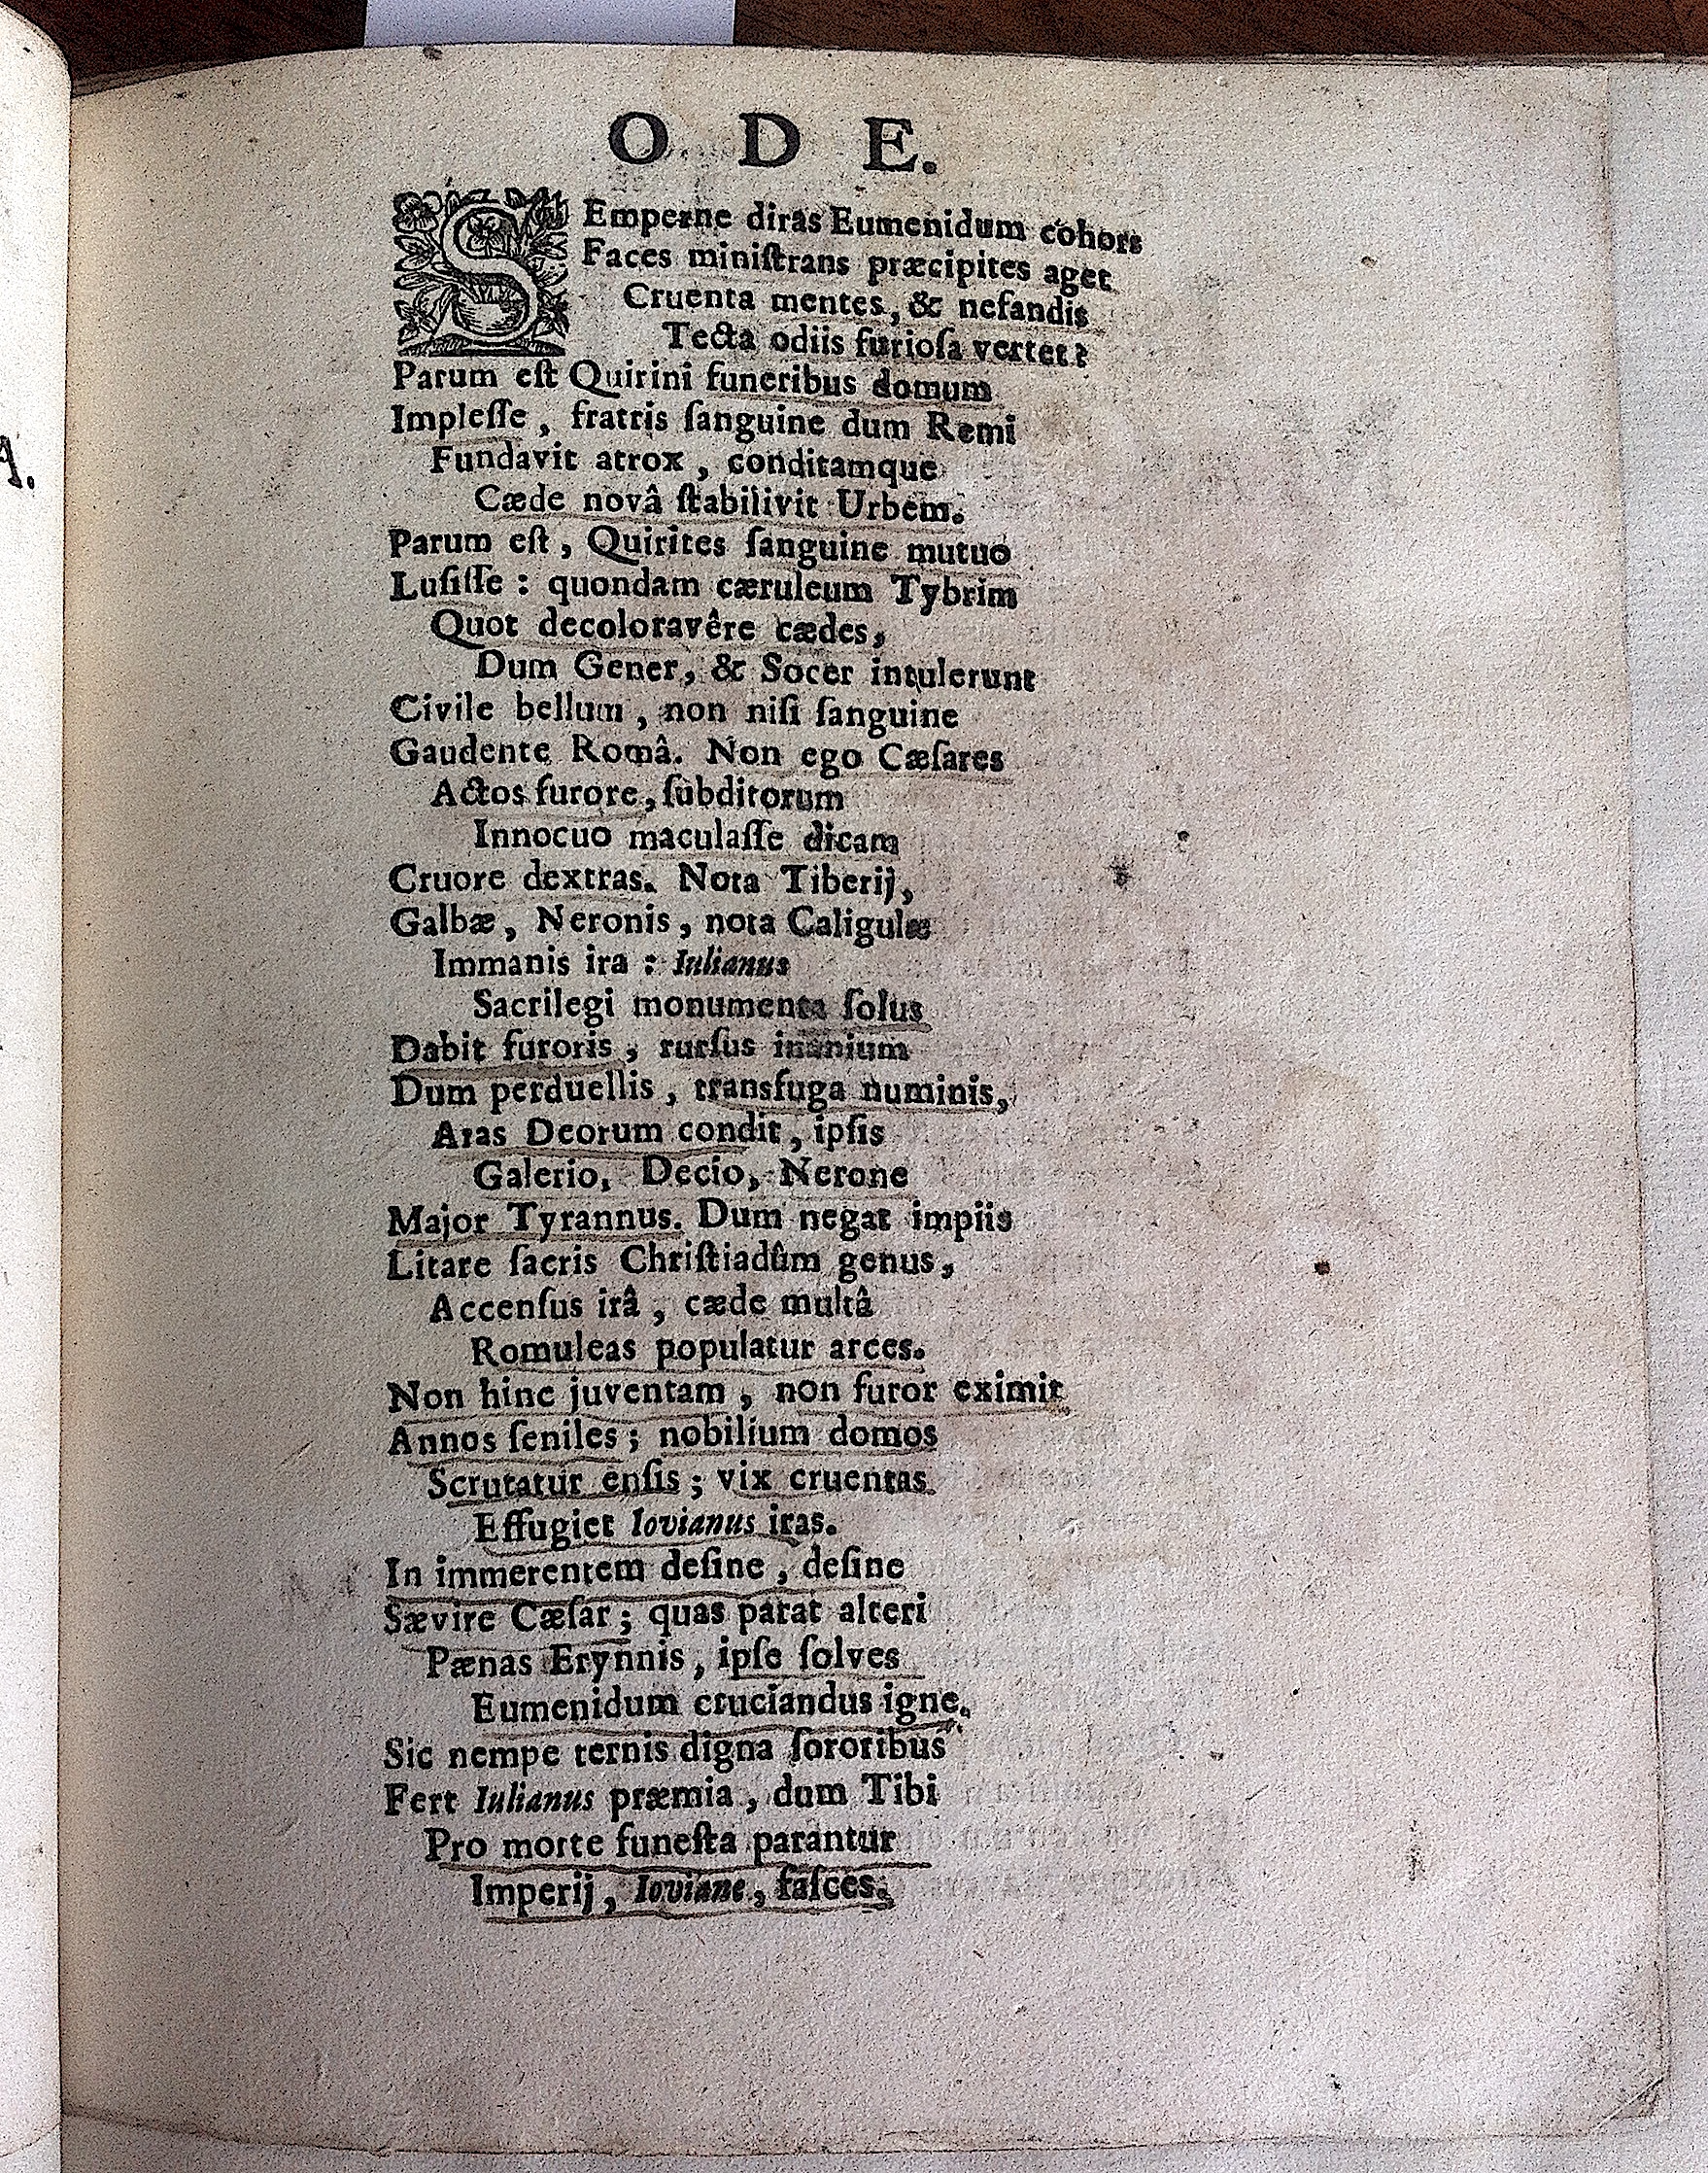 A.
O D E.
SEmperne diras Eumenidum cohors
Faces miniſtrans præcipites aget
Cruenta mentes, & nefandis
Tecta odiis furioſa vertet?
Parum eſt Quirini funeribus domum
Impleſſe, fratris ſanguine dum Remi
Fundavit atrox, conditamque
Cæde novâ ſtabilivit Urbem.
Parum eſt, Quirites ſanguine mutuo
Luſiſſe: quondam cæruleum Tybrim
Quot decoloravêre cædes,
Dum Gener, & Socer intulerunt
Civile bellum, non niſi ſanguine
Gaudente Româ. Non ego Cæſares
Actos furore, ſubditorum
Innocuo maculaſſe dicam
Cruore dextras. Nota Tiberij,
Galbæ, Neronis, nota Caligulæ
Immanis ira: Iulianus
Sacrilegi monumenta ſolus
Dabit furoris, rurſus inanium
Dum perduellis, transfuga numinis,
Aras Deorum condit, ipſis
Galerio, Decio, Nerone
Major Tyrannus. Dum negat impiis
Litare ſacris Chriſtiadûm genus,
Accenſus irâ, cæde multâ
Romuleas populatur arces.
Non hinc juventam, non furor eximit
Annos ſeniles; nobilium domos
Scrutatur enſis; vix cruentas
Effugiet Iovianus iras.
In immerentem deſine, deſine
Sævire Cæſar; quas parat alteri
Pænas Erynnis, ipſe ſolves
Eumenidum cruciandus igne.
Sic nempe ternis digna ſororibus
Fert Iulianus præmia, dum Tibi
Pro morte funeſta parantur
Imperij, Ioviane, faſces.